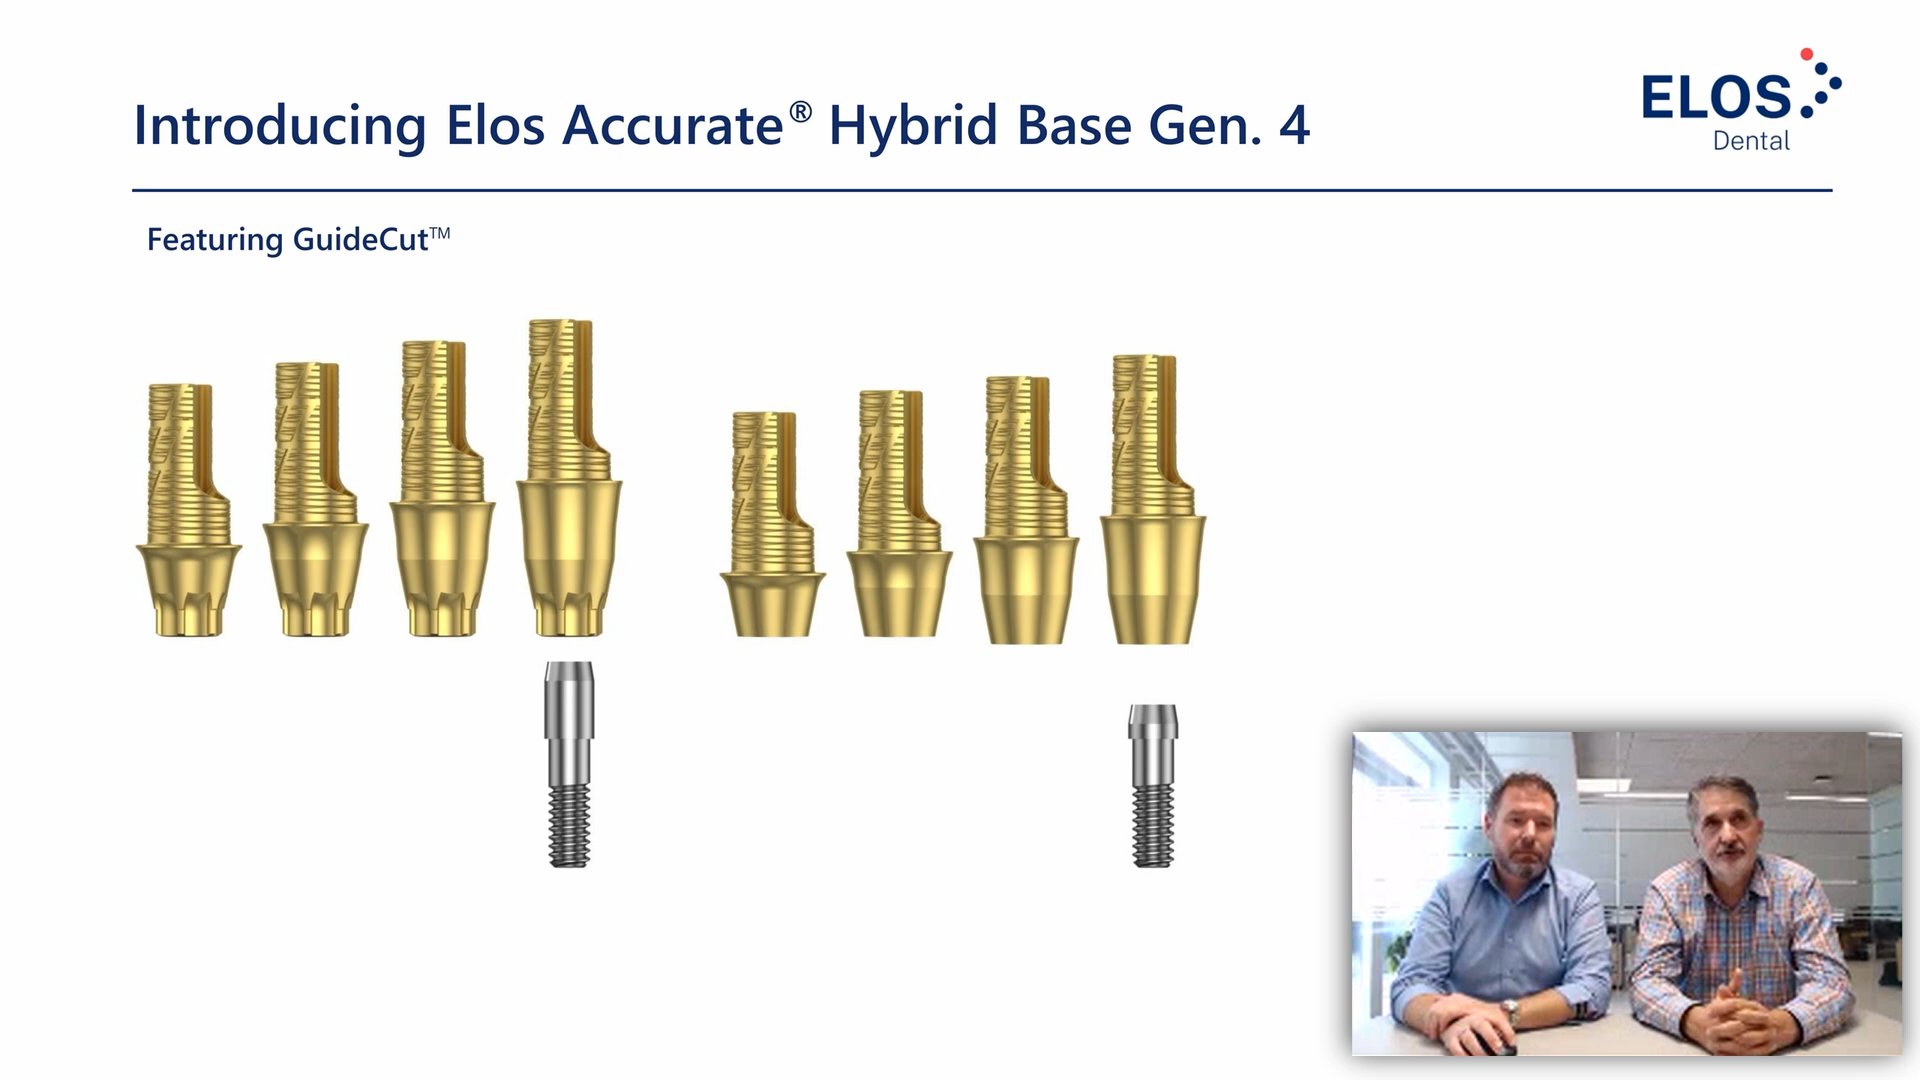 Introducing Elos Accurate® Hybrid Base Gen. 4
ELOS
Dental
Featuring GuideCut™